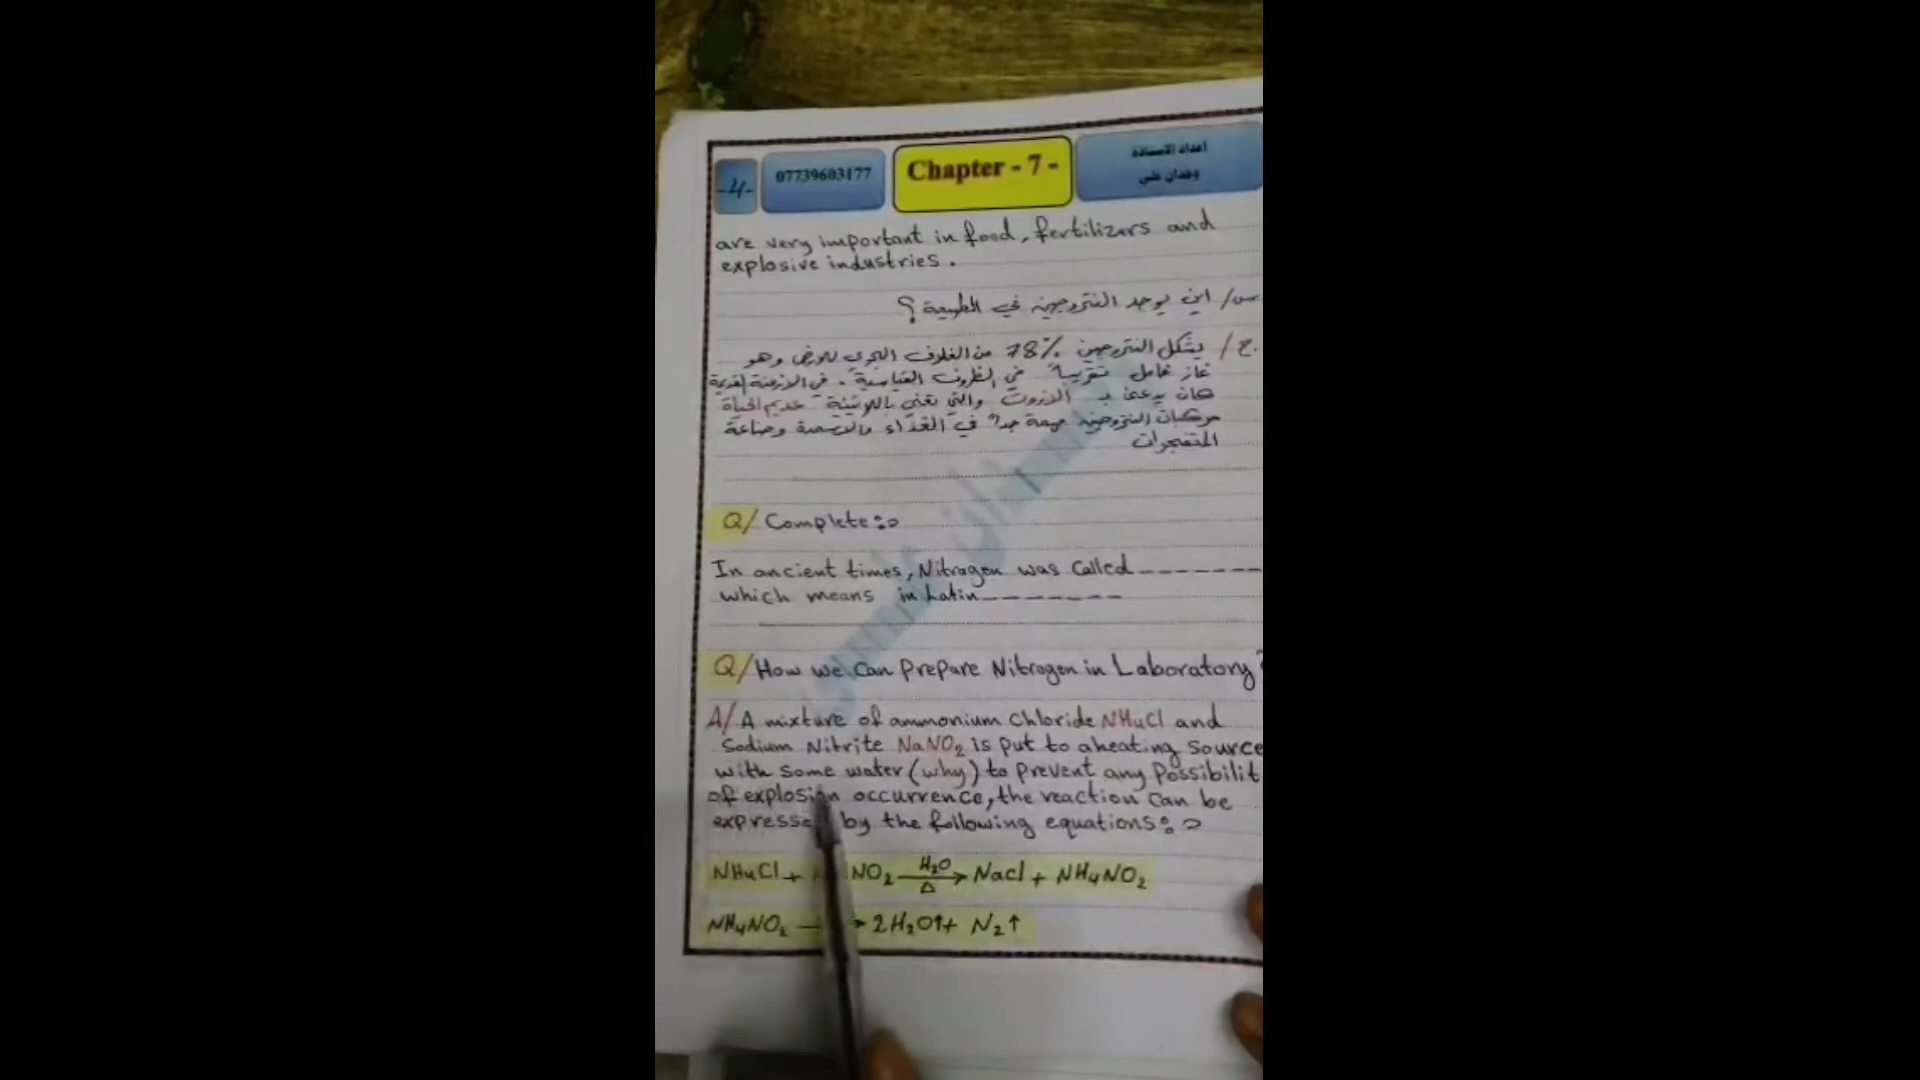 -4-
07739603177
Chapter - 7 -
اعداد الاستاذة
وجدان علي
are very important in food, fertilizers and
explosive industries.
س/ اين يوجد النتروجين في الطبيعة؟
ج/ يشكل النتروجين 78% من الغلاف الجوي للارض وهو
غاز خامل تقريباً في الظروف القياسية. في الازمنة القديمة
كان يدعى بـ الازوت والتي تعني باللاتينية عديم الحياة
مركبات النتروجين مهمة جداً في الغذاء والاسمدة وصناعة
المتفجرات
Q/ Complete:
In ancient times, Nitrogen was called --------
which means in Latin --------
Q/ How we can prepare Nitrogen in Laboratory?
A/ A mixture of ammonium chloride NH4Cl and
Sodium Nitrite NaNO2 is put to a heating source
with some water (why) to prevent any possibilit
of explosion occurrence, the reaction can be
expressed by the following equations:
NH4Cl + NO2 H2O Δ → Nacl + NH4NO2
NH4NO2 → 2H2O↑+ N2↑